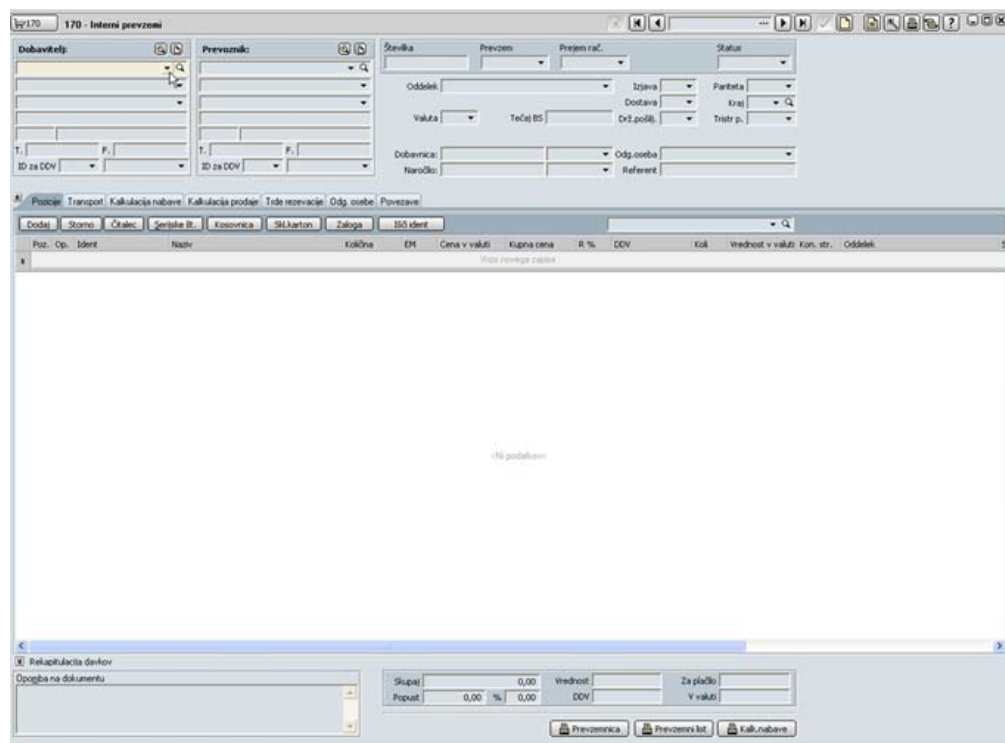 170 170 - Interni prevzemi
Dobavitelj: Prevoznik: Številka Prevzem Prejem rač. Status
Oddelek Izjava Pariteta
Dostava Kraj
Valuta Tečaj BS Drž.pošilj. Tristr p.
T. F. T. F.
Dobavnica: Odg.oseba
ID za DDV ID za DDV Naročilo: Referent
Pozicije Transport Kalkulacija nabave Kalkulacija prodaje Trde rezervacije Odg. osebe Povezave
Dodaj Storno Čitalec Serijske št. Kosovnica Skl.karton Zaloga Išči ident
Poz. Op. Ident Naziv Količina EM Cena v valuti Kupna cena R % DDV Koli Vrednost v valuti Kon. str. Oddelek S
Vnos novega zapisa
<Ni podatkov>
Rekapitulacija davkov
Opomba na dokumentu
Skupaj 0,00 Vrednost Za plačilo
Popust 0,00 % 0,00 DDV V valuti
Prevzemnica Prevzemni list Kalk.nabave